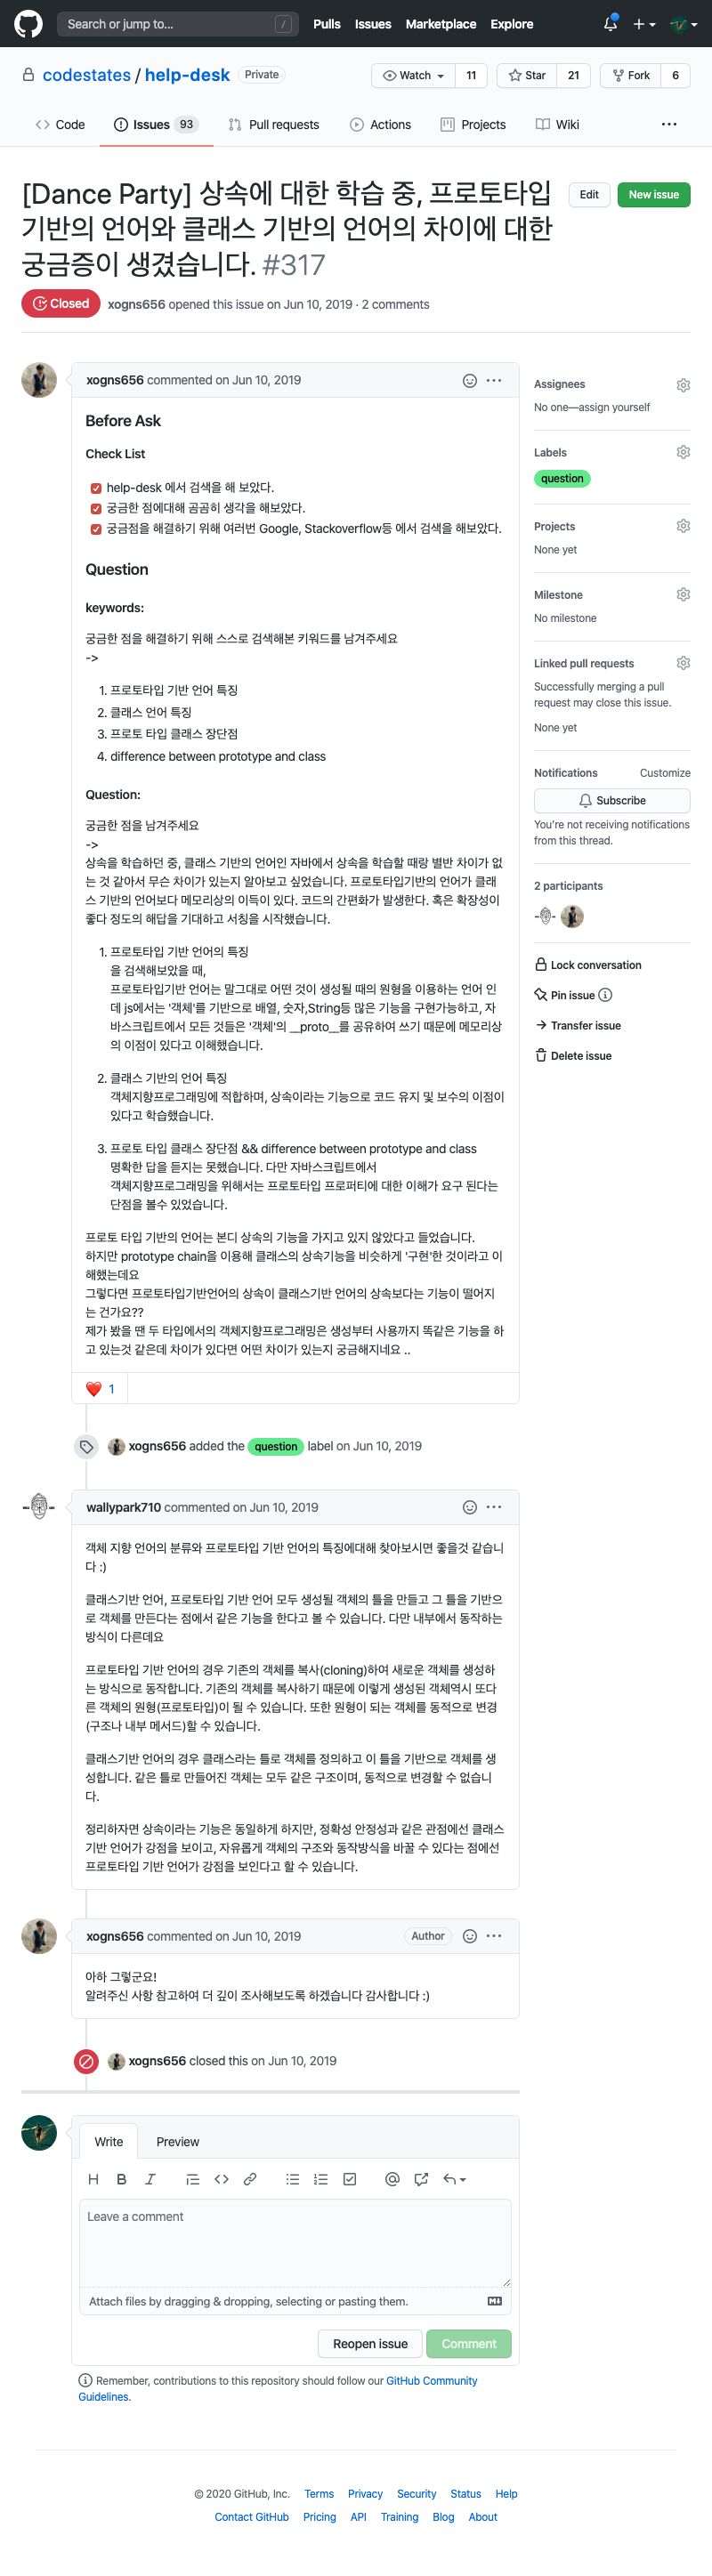 Search or jump to... / Pulls Issues Marketplace Explore
codestates / help-desk Private Watch 11 Star 21 Fork 6
Code Issues 93 Pull requests Actions Projects Wiki ...
[Dance Party] 상속에 대한 학습 중, 프로토타입
기반의 언어와 클래스 기반의 언어의 차이에 대한
궁금증이 생겼습니다. #317
Edit New issue
Closed xogns656 opened this issue on Jun 10, 2019 · 2 comments
xogns656 commented on Jun 10, 2019
Before Ask
Check List
help-desk 에서 검색을 해 보았다.
궁금한 점에대해 곰곰히 생각을 해보았다.
궁금점을 해결하기 위해 여러번 Google, Stackoverflow등 에서 검색을 해보았다.
Question
keywords:
궁금한 점을 해결하기 위해 스스로 검색해본 키워드를 남겨주세요
->
1. 프로토타입 기반 언어 특징
2. 클래스 언어 특징
3. 프로토 타입 클래스 장단점
4. difference between prototype and class
Question:
궁금한 점을 남겨주세요
->
상속을 학습하던 중, 클래스 기반의 언어인 자바에서 상속을 학습할 때랑 별반 차이가 없
는 것 같아서 무슨 차이가 있는지 알아보고 싶었습니다. 프로토타입기반의 언어가 클래
스 기반의 언어보다 메모리상의 이득이 있다. 코드의 간편화가 발생한다. 혹은 확장성이
좋다 정도의 해답을 기대하고 서칭을 시작했습니다.
1. 프로토타입 기반 언어의 특징
을 검색해보았을 때,
프로토타입기반 언어는 말그대로 어떤 것이 생성될 때의 원형을 이용하는 언어 인
데 js에서는 '객체'를 기반으로 배열, 숫자,String등 많은 기능을 구현가능하고, 자
바스크립트에서 모든 것들은 '객체'의 __proto__를 공유하여 쓰기 때문에 메모리상
의 이점이 있다고 이해했습니다.
2. 클래스 기반의 언어 특징
객체지향프로그래밍에 적합하며, 상속이라는 기능으로 코드 유지 및 보수의 이점이
있다고 학습했습니다.
3. 프로토 타입 클래스 장단점 && difference between prototype and class
명확한 답을 듣지는 못했습니다. 다만 자바스크립트에서
객체지향프로그래밍을 위해서는 프로토타입 프로퍼티에 대한 이해가 요구 된다는
단점을 볼수 있었습니다.
프로토 타입 기반의 언어는 본디 상속의 기능을 가지고 있지 않았다고 들었습니다.
하지만 prototype chain을 이용해 클래스의 상속기능을 비슷하게 '구현'한 것이라고 이
해했는데요
그렇다면 프로토타입기반언어의 상속이 클래스기반 언어의 상속보다는 기능이 떨어지
는 건가요??
제가 봤을 땐 두 타입에서의 객체지향프로그래밍은 생성부터 사용까지 똑같은 기능을 하
고 있는것 같은데 차이가 있다면 어떤 차이가 있는지 궁금해지네요 ..
❤️ 1
xogns656 added the question label on Jun 10, 2019
wallypark710 commented on Jun 10, 2019
객체 지향 언어의 분류와 프로토타입 기반 언어의 특징에대해 찾아보시면 좋을것 같습니
다 :)
클래스기반 언어, 프로토타입 기반 언어 모두 생성될 객체의 틀을 만들고 그 틀을 기반으
로 객체를 만든다는 점에서 같은 기능을 한다고 볼 수 있습니다. 다만 내부에서 동작하는
방식이 다른데요
프로토타입 기반 언어의 경우 기존의 객체를 복사(cloning)하여 새로운 객체를 생성하
는 방식으로 동작합니다. 기존의 객체를 복사하기 때문에 이렇게 생성된 객체역시 또다
른 객체의 원형(프로토타입)이 될 수 있습니다. 또한 원형이 되는 객체를 동적으로 변경
(구조나 내부 메서드)할 수 있습니다.
클래스기반 언어의 경우 클래스라는 틀로 객체를 정의하고 이 틀을 기반으로 객체를 생
성합니다. 같은 틀로 만들어진 객체는 모두 같은 구조이며, 동적으로 변경할 수 없습니
다.
정리하자면 상속이라는 기능은 동일하게 하지만, 정확성 안정성과 같은 관점에선 클래스
기반 언어가 강점을 보이고, 자유롭게 객체의 구조와 동작방식을 바꿀 수 있다는 점에선
프로토타입 기반 언어가 강점을 보인다고 할 수 있습니다.
xogns656 commented on Jun 10, 2019 Author
아하 그렇군요!
알려주신 사항 참고하여 더 깊이 조사해보도록 하겠습니다 감사합니다 :)
xogns656 closed this on Jun 10, 2019
Assignees
No one—assign yourself
Labels
question
Projects
None yet
Milestone
No milestone
Linked pull requests
Successfully merging a pull
request may close this issue.
None yet
Notifications Customize
Subscribe
You're not receiving notifications
from this thread.
2 participants
Lock conversation
Pin issue
Transfer issue
Delete issue
Write Preview
Leave a comment
Attach files by dragging & dropping, selecting or pasting them.
Reopen issue Comment
Remember, contributions to this repository should follow our GitHub Community
Guidelines.
© 2020 GitHub, Inc. Terms Privacy Security Status Help
Contact GitHub Pricing API Training Blog About